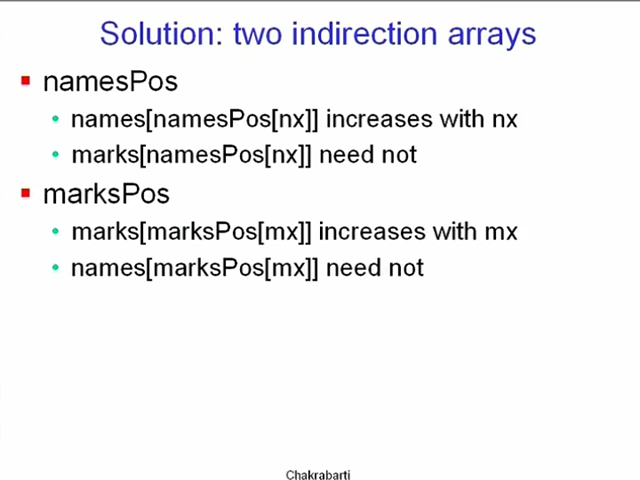 Solution: two indirection arrays
namesPos
names[namesPos[nx]] increases with nx
marks[namesPos[nx]] need not
marksPos
marks[marksPos[mx]] increases with mx
names[marksPos[mx]] need not
Chakrabarti